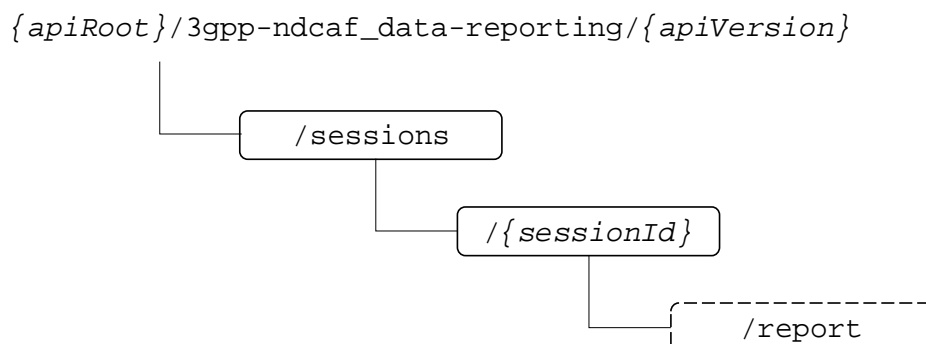 {apiRoot}/3gpp-ndcaf_data-reporting/{apiVersion}
/sessions
/{sessionId}
/report